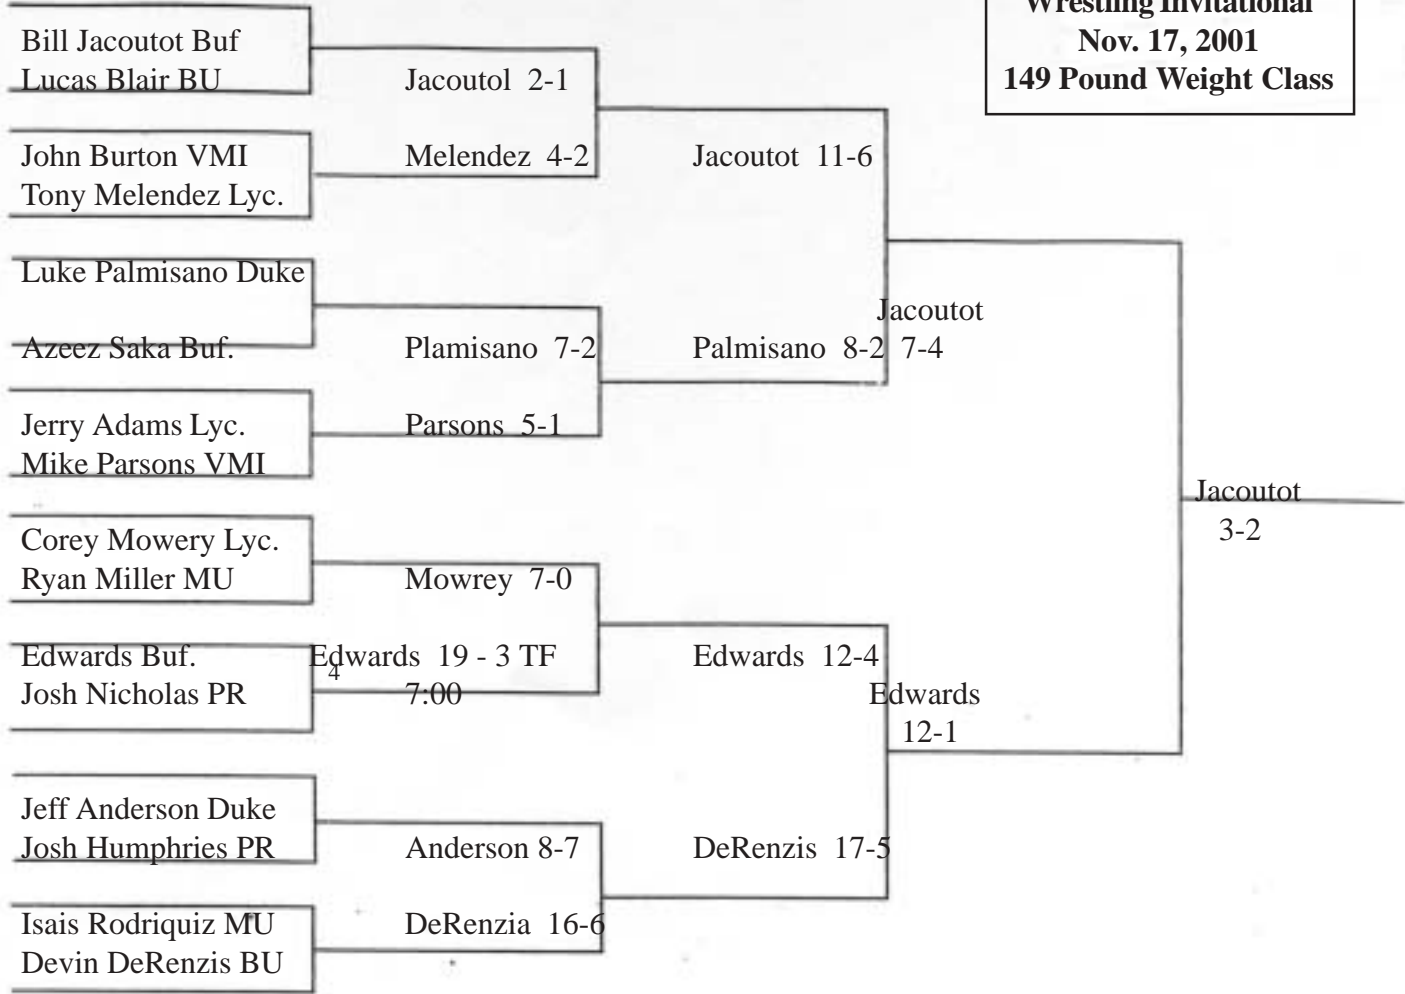 Wrestling Invitational
Nov. 17, 2001
149 Pound Weight Class
Bill Jacoutot Buf
Lucas Blair BU
Jacoutol 2-1
John Burton VMI
Tony Melendez Lyc.
Melendez 4-2
Jacoutot 11-6
Luke Palmisano Duke
Azeez Saka Buf.
Plamisano 7-2
Palmisano 8-2
Jacoutot
7-4
Jerry Adams Lyc.
Mike Parsons VMI
Parsons 5-1
Jacoutot
3-2
Corey Mowery Lyc.
Ryan Miller MU
Mowrey 7-0
Edwards Buf.
Josh Nicholas PR
4
Edwards 19 - 3 TF
7:00
Edwards 12-4
Edwards
12-1
Jeff Anderson Duke
Josh Humphries PR
Anderson 8-7
DeRenzis 17-5
Isais Rodriquiz MU
Devin DeRenzis BU
DeRenzia 16-6